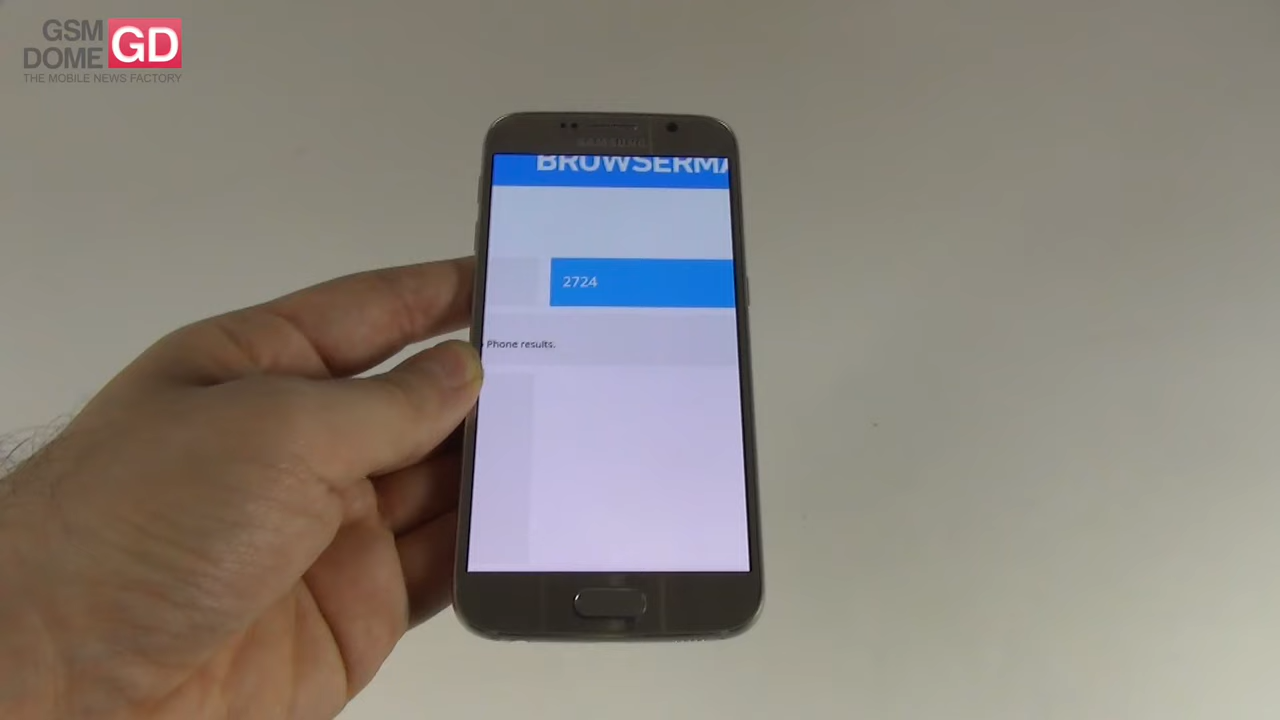 GSM
DOME GD
THE MOBILE NEWS FACTORY
SAMSUNG
BROWSERMA
2724
Phone results.